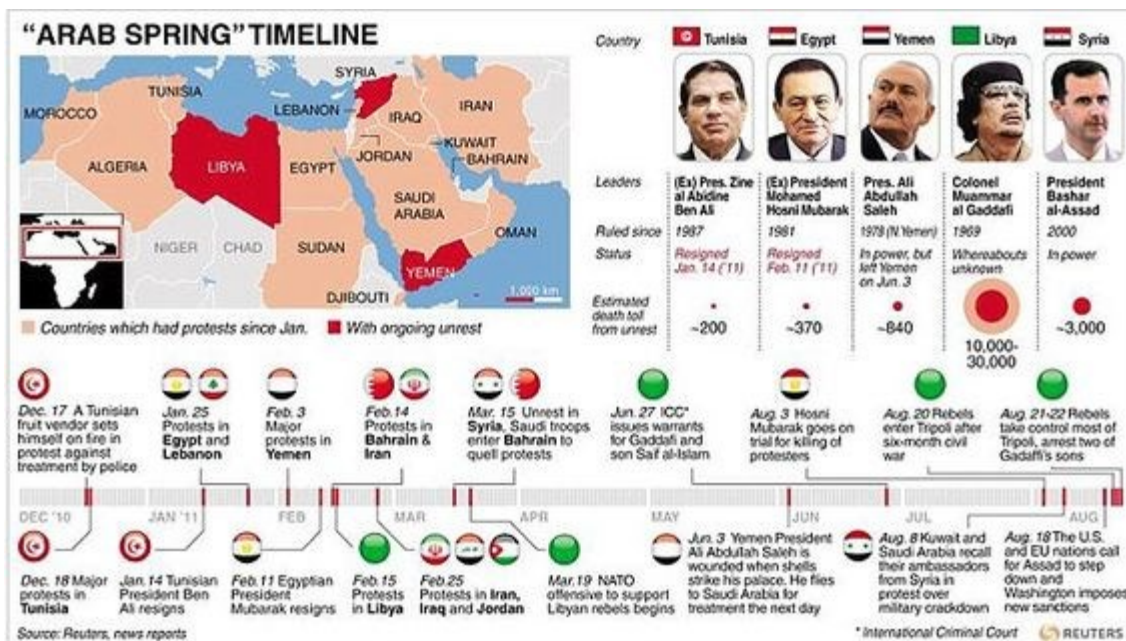 "ARAB SPRING" TIMELINE
SYRIA
TUNISIA
MOROCCO
LEBANON
IRAQ
IRAN
ALGERIA
LIBYA
EGYPT
JORDAN
KUWAIT
BAHRAIN
SAUDI
ARABIA
NIGER
CHAD
SUDAN
OMAN
YEMEN
DJIBOUTI
1,000 km
Countries which had protests since Jan.
With ongoing unrest
Country
Tunisia
Egypt
Yemen
Libya
Syria
Leaders
(Ex) Pres. Zine
al Abidine
Ben Ali
(Ex) President
Mohamed
Hosni Mubarak
Pres. Ali
Abdullah
Saleh
Colonel
Muammar
al Gaddafi
President
Bashar
al-Assad
Ruled since
1987
1981
1978 (N.Yemen)
1969
2000
Status
Resigned
Jan. 14 ('11)
Resigned
Feb. 11 ('11)
In power, but
left Yemen
on Jun. 3
Whereabouts
unknown
In power
Estimated
death toll
from unrest
~200
~370
~840
10,000-
30,000
~3,000
Dec. 17 A Tunisian
fruit vendor sets
himself on fire in
protest against
treatment by police
Jan. 25
Protests in
Egypt and
Lebanon
Feb. 3
Major
protests in
Yemen
Feb.14
Protests in
Bahrain &
Iran
Mar. 15 Unrest in
Syria, Saudi troops
enter Bahrain to
quell protests
Jun. 27 ICC*
issues warrants
for Gaddafi and
son Saif al-Islam
Aug. 3 Hosni
Mubarak goes on
trial for killing of
protesters
Aug. 20 Rebels
enter Tripoli after
six-month civil
war
Aug. 21-22 Rebels
take control most of
Tripoli, arrest two of
Gadaffi's sons
DEC '10
JAN '11
FEB
MAR
APR
MAY
JUN
JUL
AUG
Dec. 18 Major
protests in
Tunisia
Jan. 14 Tunisian
President Ben
Ali resigns
Feb. 11 Egyptian
President
Mubarak resigns
Feb. 15
Protests
in Libya
Feb.25
Protests in Iran,
Iraq and Jordan
Mar.19 NATO
offensive to support
Libyan rebels begins
Jun. 3 Yemen President
Ali Abdullah Saleh is
wounded when shells
strike his palace. He flies
to Saudi Arabia for
treatment the next day
Aug. 8 Kuwait and
Saudi Arabia recall
their ambassadors
from Syria in
protest over
military crackdown
Aug. 18 The U.S.
and EU nations call
for Assad to step
down and
Washington imposes
new sanctions
Source: Reuters, news reports
* International Criminal Court
REUTERS